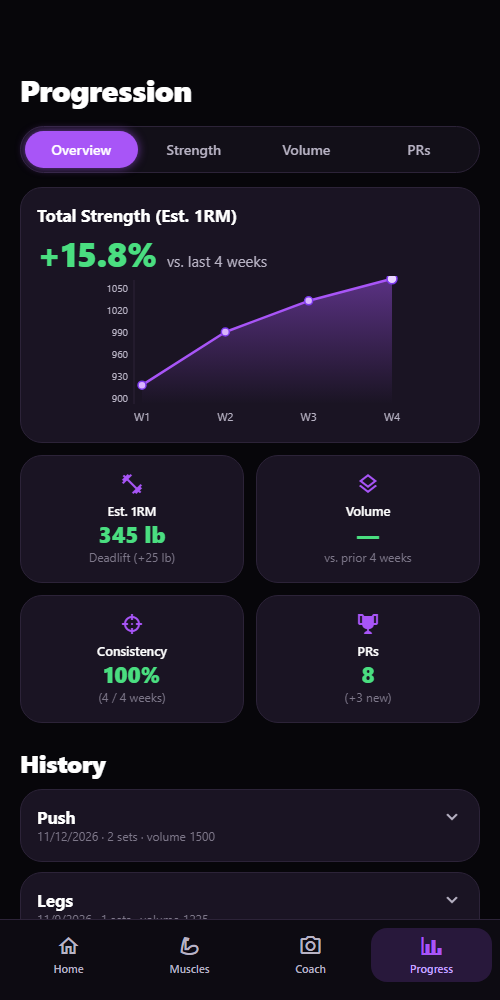 Progression
Overview Strength Volume PRs
Total Strength (Est. 1RM)
+15.8% vs. last 4 weeks
1050
1020
990
960
930
900
W1 W2 W3 W4
Est. 1RM
345 lb
Deadlift (+25 lb)
Volume
—
vs. prior 4 weeks
Consistency
100%
(4 / 4 weeks)
PRs
8
(+3 new)
History
Push
11/12/2026 · 2 sets · volume 1500
Legs
Home Muscles Coach Progress